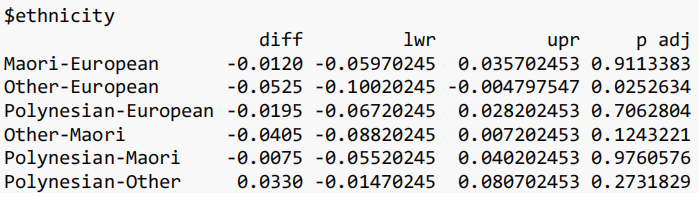 $ethnicity
diff lwr upr p adj
Maori-European -0.0120 -0.05970245 0.035702453 0.9113383
Other-European -0.0525 -0.10020245 -0.004797547 0.0252634
Polynesian-European -0.0195 -0.06720245 0.028202453 0.7062804
Other-Maori -0.0405 -0.08820245 0.007202453 0.1243221
Polynesian-Maori -0.0075 -0.05520245 0.040202453 0.9760576
Polynesian-Other 0.0330 -0.01470245 0.080702453 0.2731829